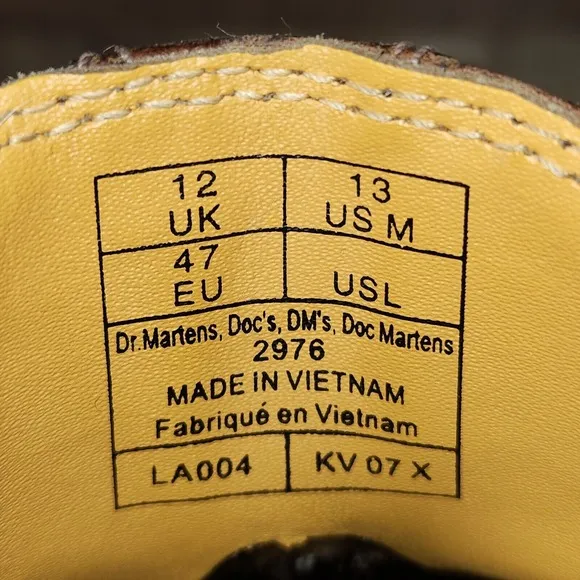 12 UK
13 US M
47 EU
USL
Dr.Martens, Doc's, DM's, Doc Martens
2976
MADE IN VIETNAM
Fabriqué en Vietnam
LA004
KV 07 X